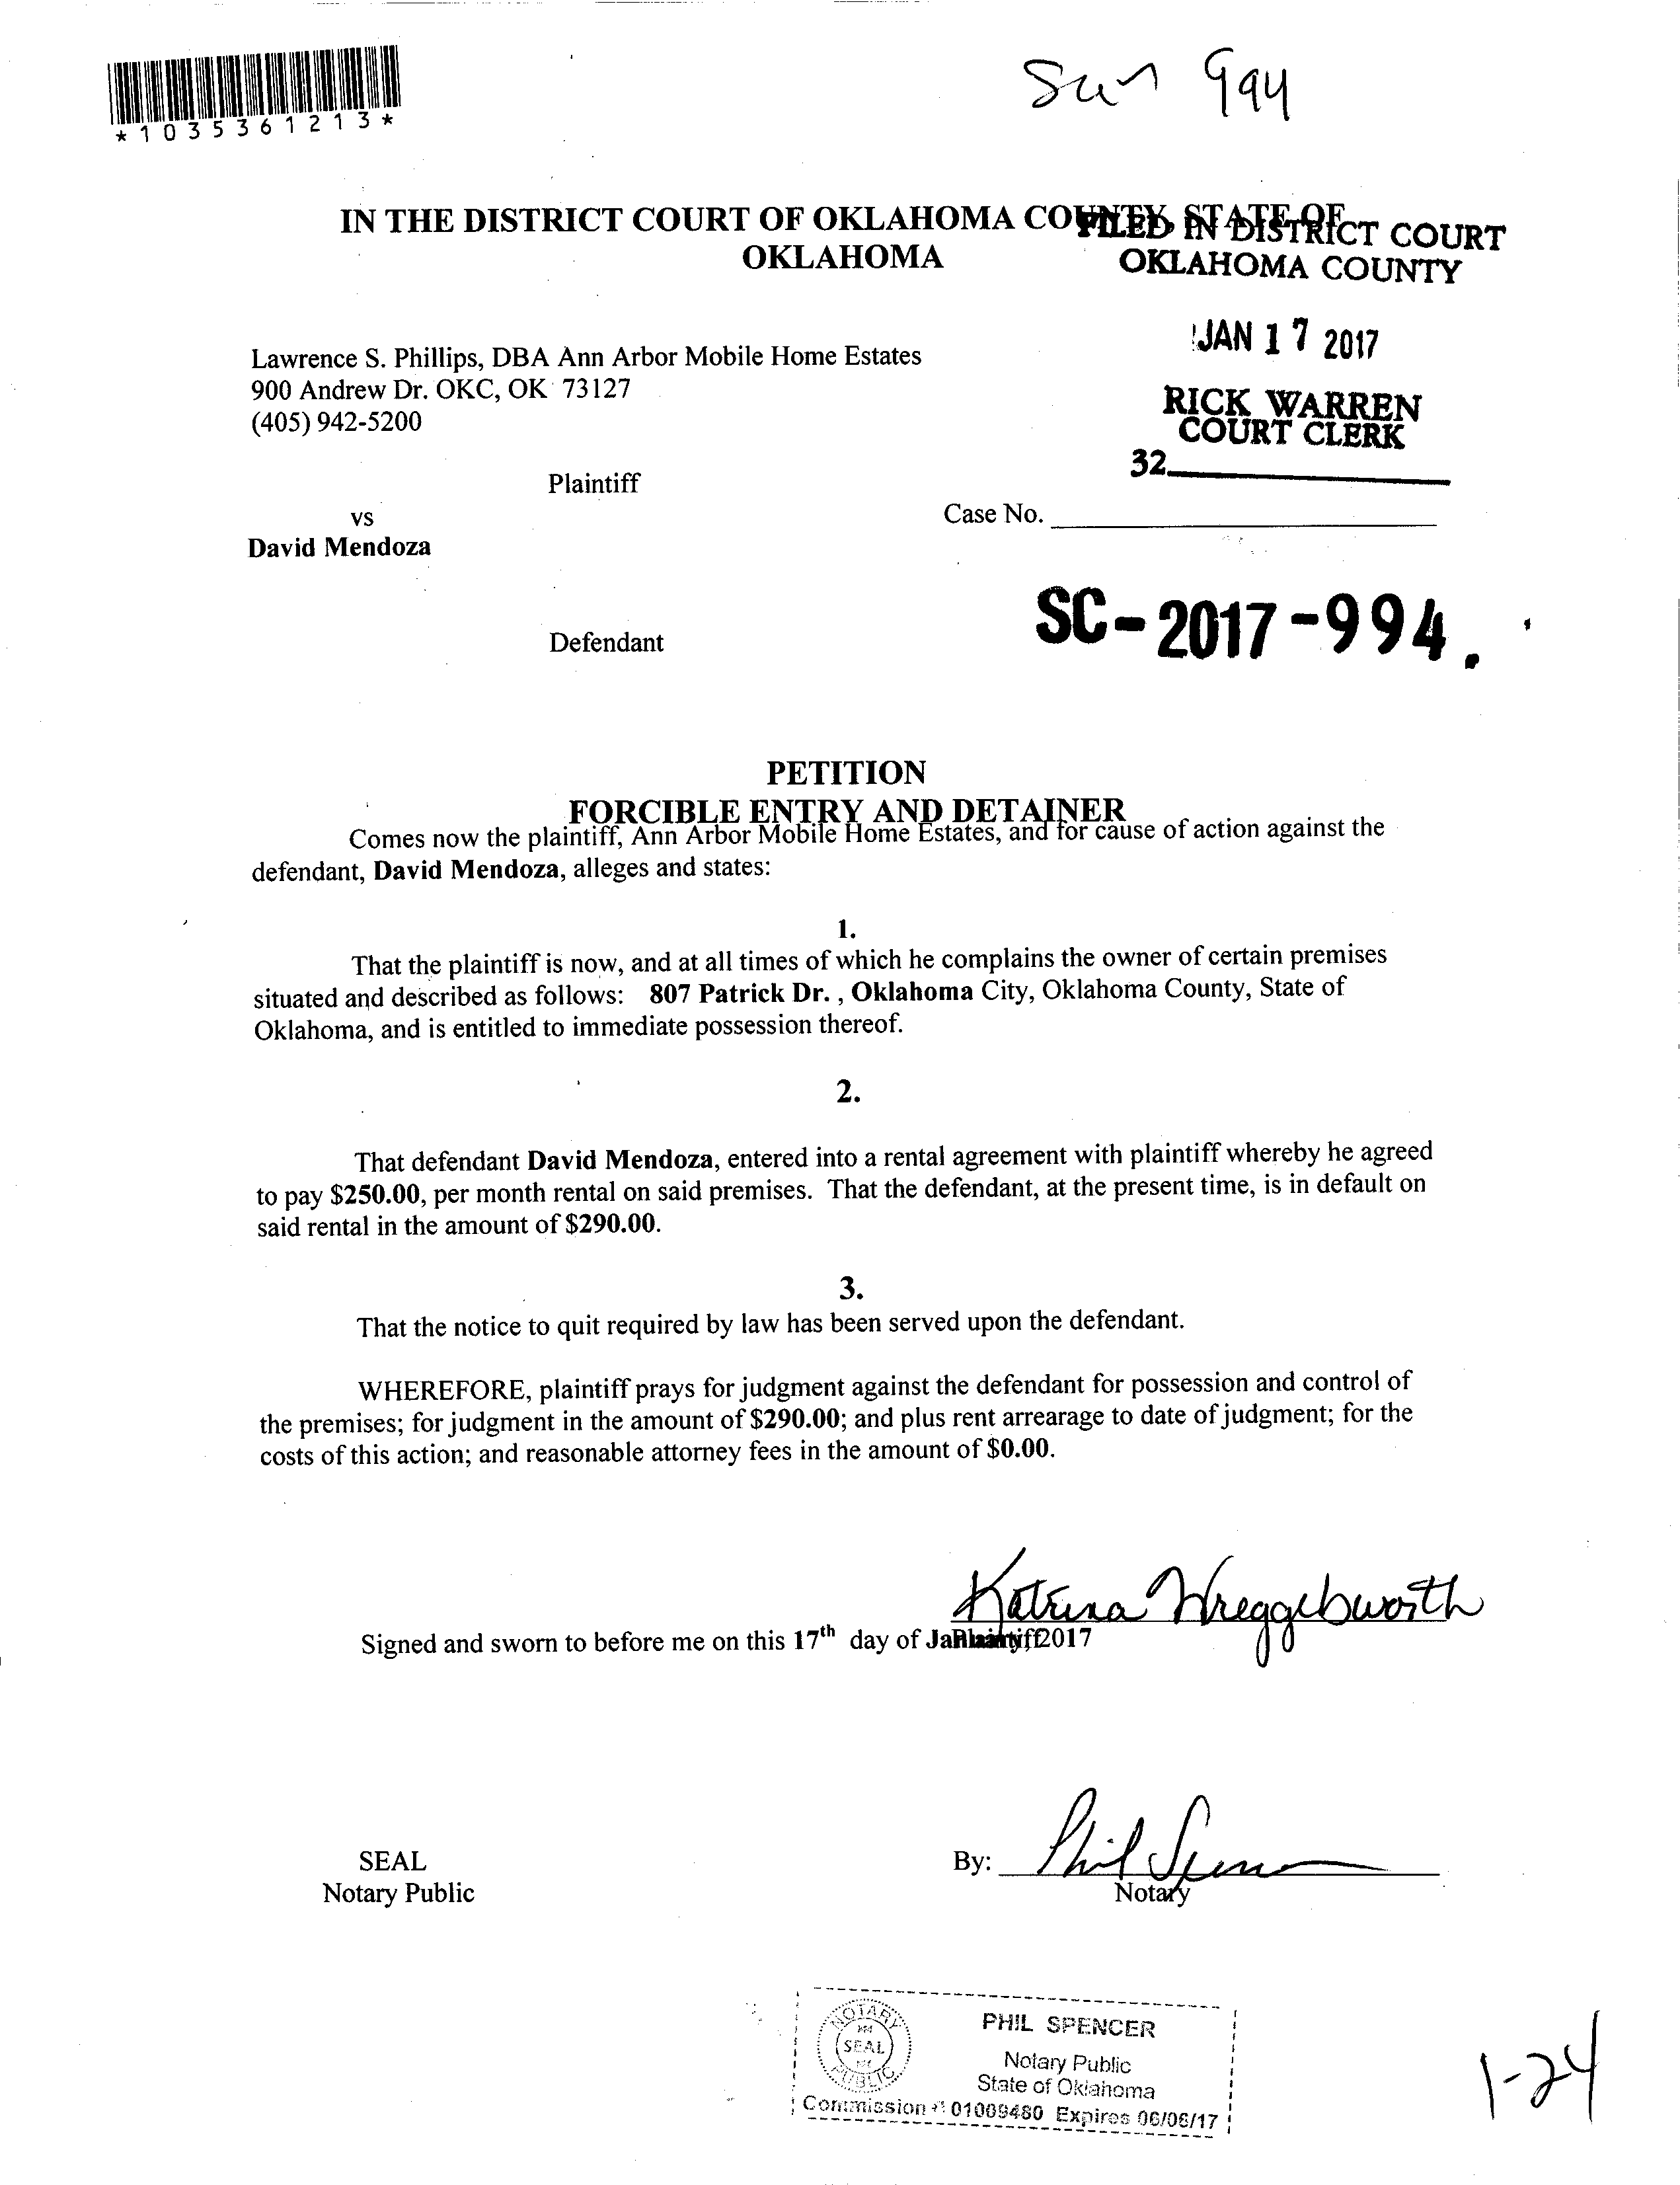 *1035361213*
Sun 994
IN THE DISTRICT COURT OF OKLAHOMA COUNTY, STATE OF
OKLAHOMA
FILED IN DISTRICT COURT
OKLAHOMA COUNTY
JAN 17 2017
RICK WARREN
COURT CLERK
32
Lawrence S. Phillips, DBA Ann Arbor Mobile Home Estates
900 Andrew Dr. OKC, OK 73127
(405) 942-5200
Plaintiff
vs
Case No.
David Mendoza
SC-2017-994.
Defendant
PETITION
FORCIBLE ENTRY AND DETAINER
Comes now the plaintiff, Ann Arbor Mobile Home Estates, and for cause of action against the
defendant, David Mendoza, alleges and states:
1.
That the plaintiff is now, and at all times of which he complains the owner of certain premises
situated and described as follows: 807 Patrick Dr. , Oklahoma City, Oklahoma County, State of
Oklahoma, and is entitled to immediate possession thereof.
2.
That defendant David Mendoza, entered into a rental agreement with plaintiff whereby he agreed
to pay $250.00, per month rental on said premises. That the defendant, at the present time, is in default on
said rental in the amount of $290.00.
3.
That the notice to quit required by law has been served upon the defendant.
WHEREFORE, plaintiff prays for judgment against the defendant for possession and control of
the premises; for judgment in the amount of $290.00; and plus rent arrearage to date of judgment; for the
costs of this action; and reasonable attorney fees in the amount of $0.00.
Katrina Wreggelsworth
Plaintiff
Signed and sworn to before me on this 17th day of January 2017
SEAL
Notary Public
By: Phil Spencer
Notary
NOTARY
SEAL
PUBLIC
PHIL SPENCER
Notary Public
State of Oklahoma
Commission # 01009480 Expires 06/06/17
1-24